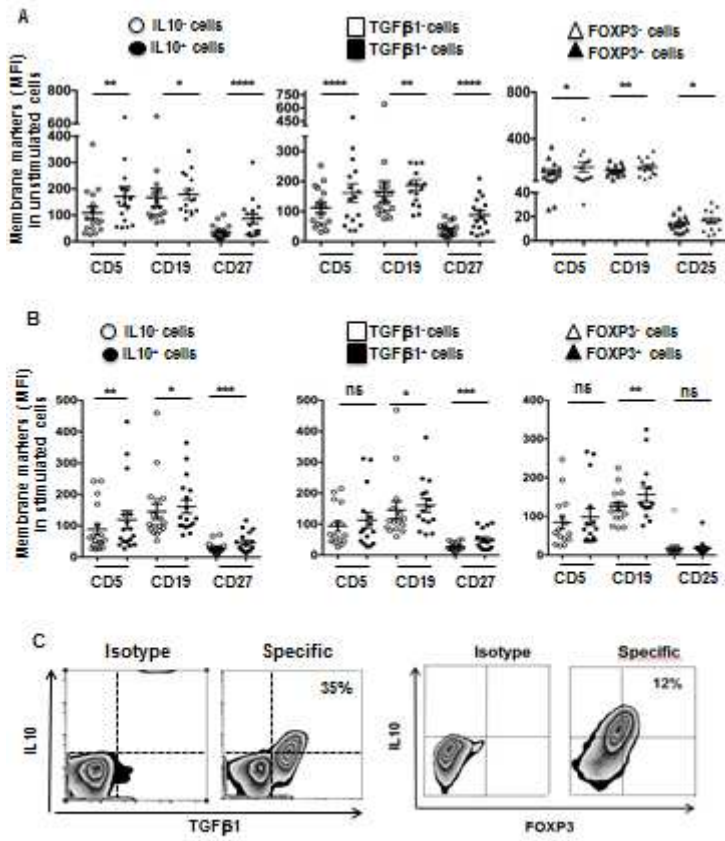 A
IL10- cells
IL10+ cells
TGFβ1- cells
TGFβ1+ cells
FOXP3- cells
FOXP3+ cells
Membrane markers (MFI)
in unstimulated cells
800
600
400
300
200
100
0
** * ****
CD5 CD19 CD27
750
600
450
300
200
100
0
**** ** ****
CD5 CD19 CD27
800
400
40
20
0
* ** *
CD5 CD19 CD25
B
IL10- cells
IL10+ cells
TGFβ1- cells
TGFβ1+ cells
FOXP3- cells
FOXP3+ cells
Membrane markers (MFI)
in stimulated cells
500
400
300
200
100
0
** * ***
CD5 CD19 CD27
500
400
300
200
100
0
ns * ***
CD5 CD19 CD27
400
300
200
100
0
ns ** ns
CD5 CD19 CD25
C
Isotype Specific
35%
IL10
TGFβ1
Isotype Specific
12%
IL10
FOXP3